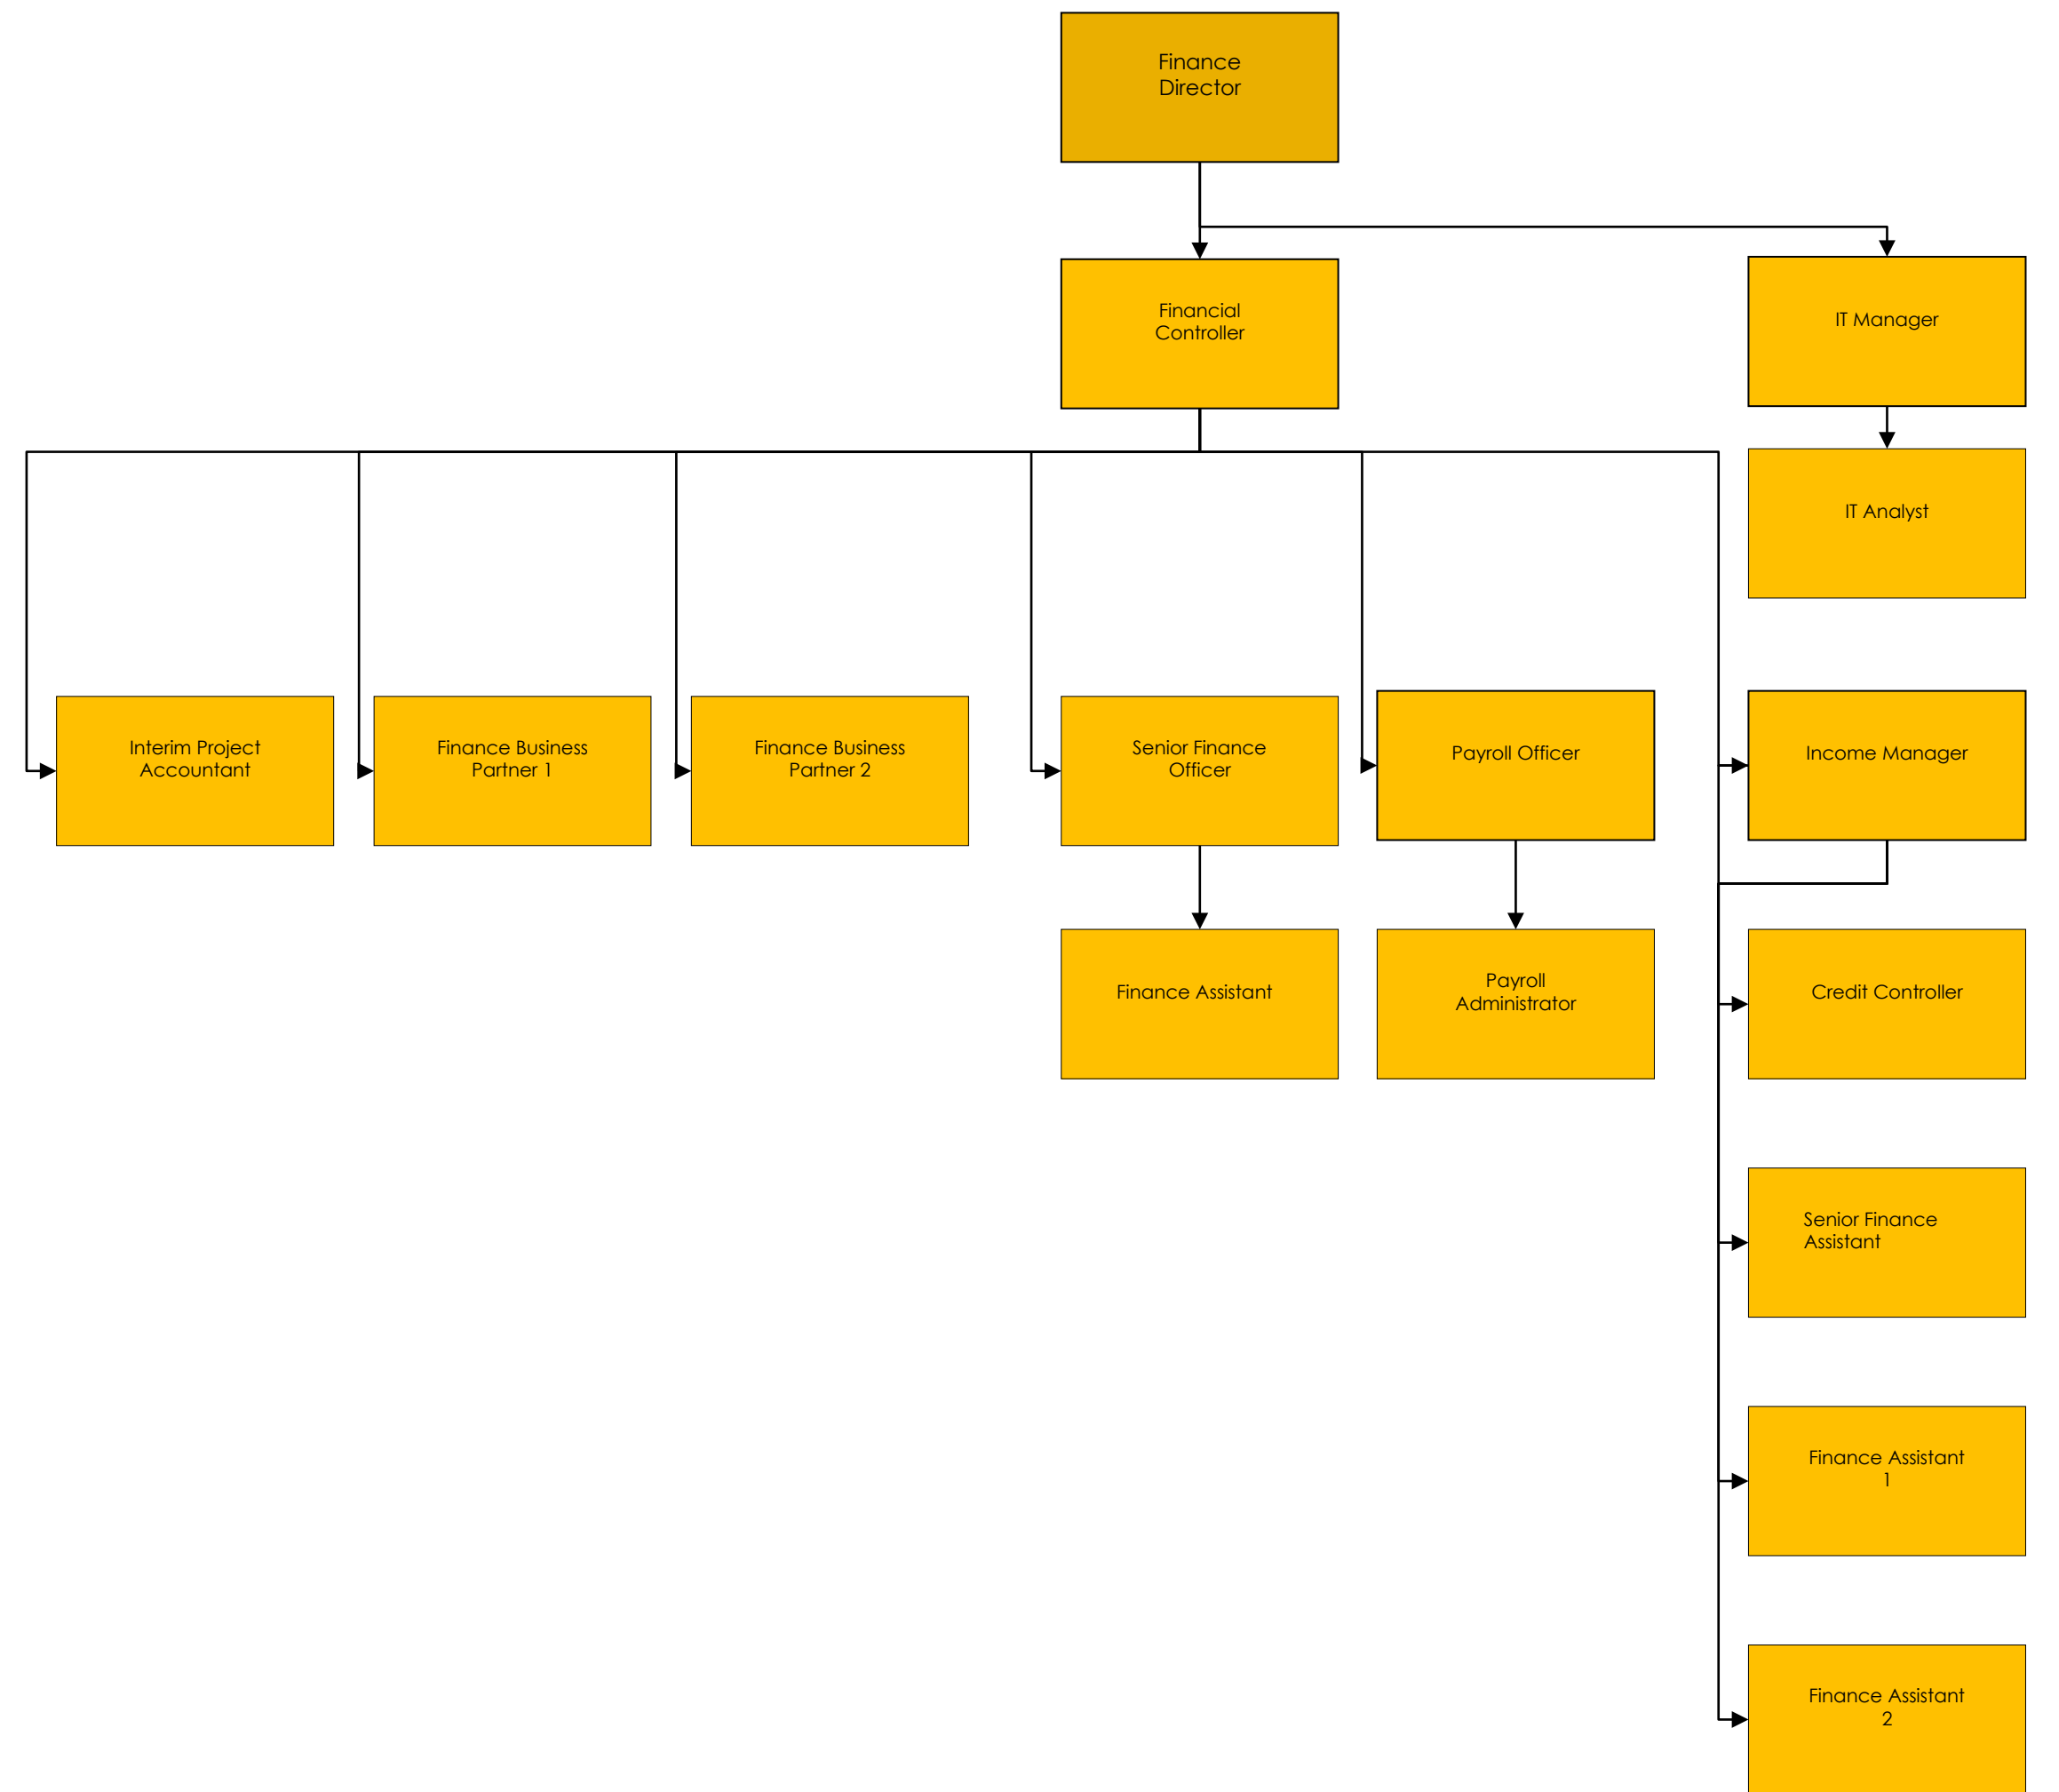 Finance
Director
Financial
Controller
IT Manager
IT Analyst
Interim Project
Accountant
Finance Business
Partner 1
Finance Business
Partner 2
Senior Finance
Officer
Payroll Officer
Income Manager
Finance Assistant
Payroll
Administrator
Credit Controller
Senior Finance
Assistant
Finance Assistant
1
Finance Assistant
2